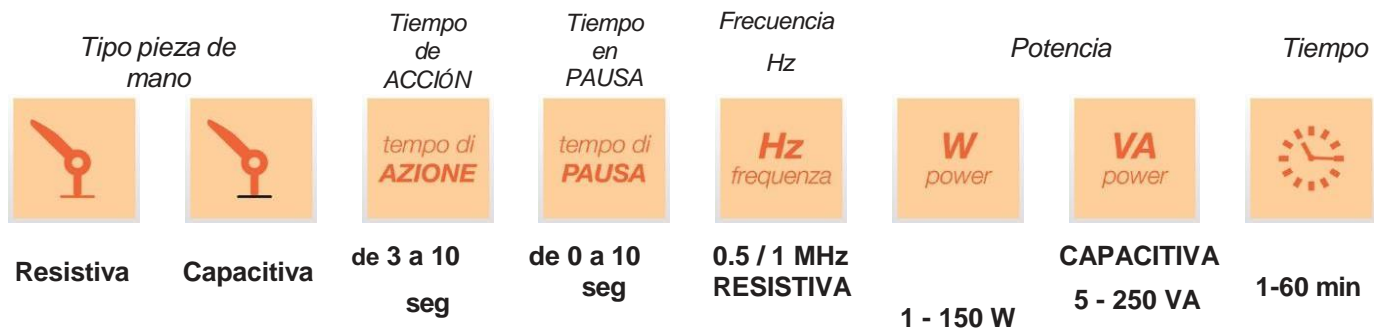 Tipo pieza de
mano
Tiempo
de
ACCIÓN
Tiempo
en
PAUSA
Frecuencia
Hz
Potencia
Tiempo
tempo di
AZIONE
tempo di
PAUSA
Hz
frequenza
W
power
VA
power
Resistiva
Capacitiva
de 3 a 10
seg
de 0 a 10
seg
0.5 / 1 MHz
RESISTIVA
1 - 150 W
CAPACITIVA
5 - 250 VA
1-60 min